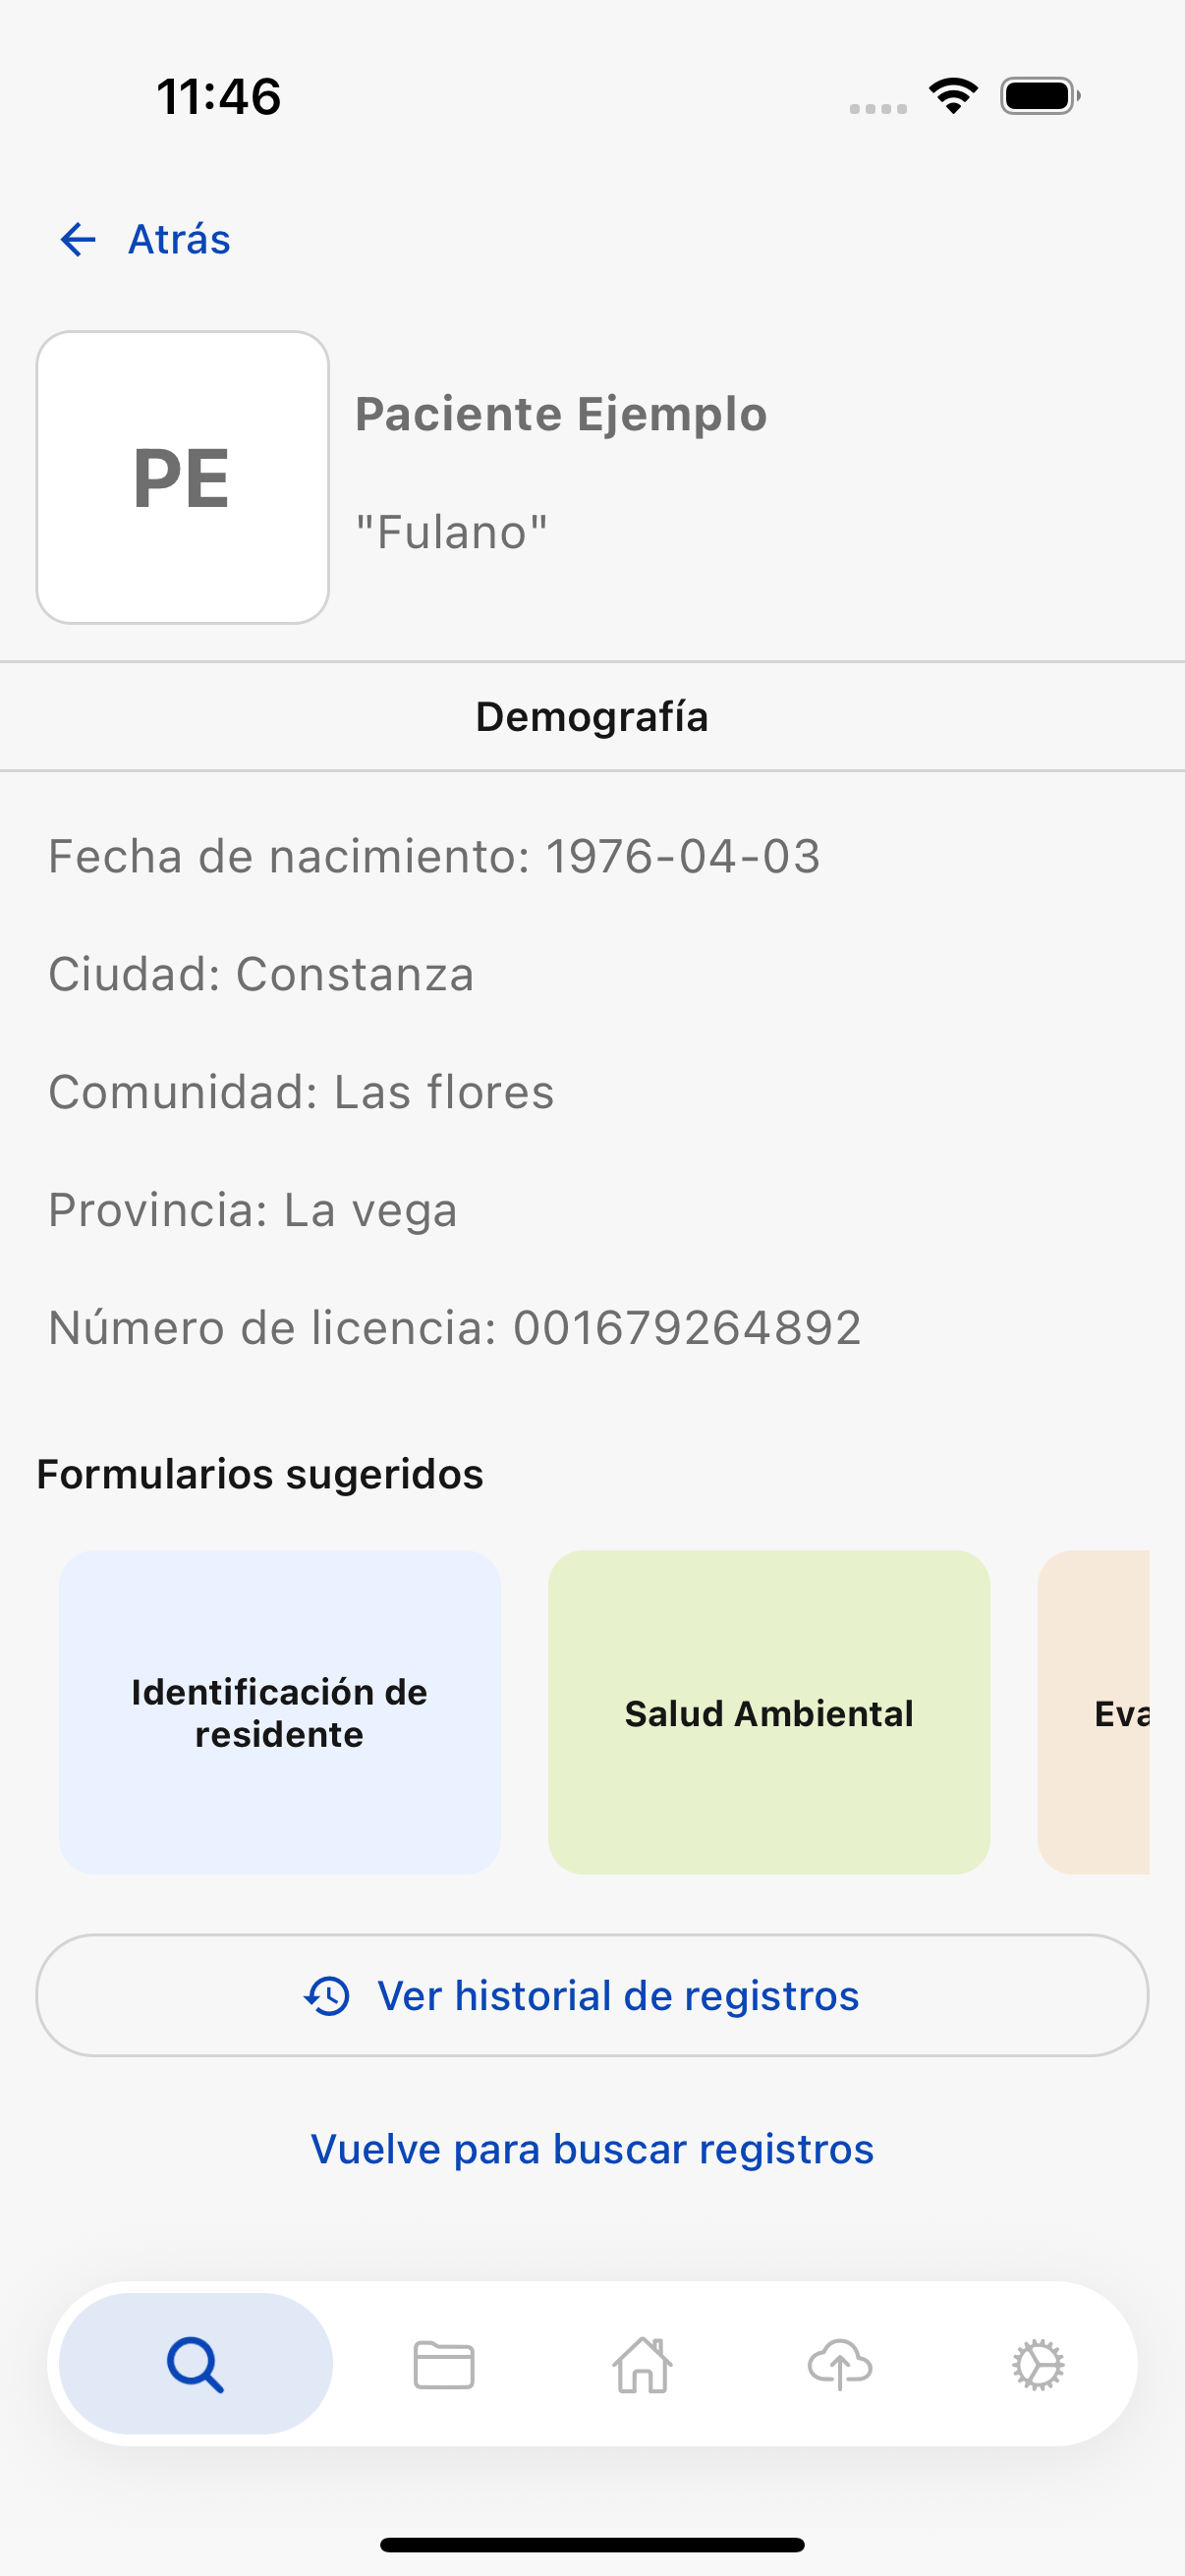 11:46
Atrás
PE
Paciente Ejemplo
"Fulano"
Demografía
Fecha de nacimiento: 1976-04-03
Ciudad: Constanza
Comunidad: Las flores
Provincia: La vega
Número de licencia: 001679264892
Formularios sugeridos
Identificación de
residente
Salud Ambiental
Eva
Ver historial de registros
Vuelve para buscar registros